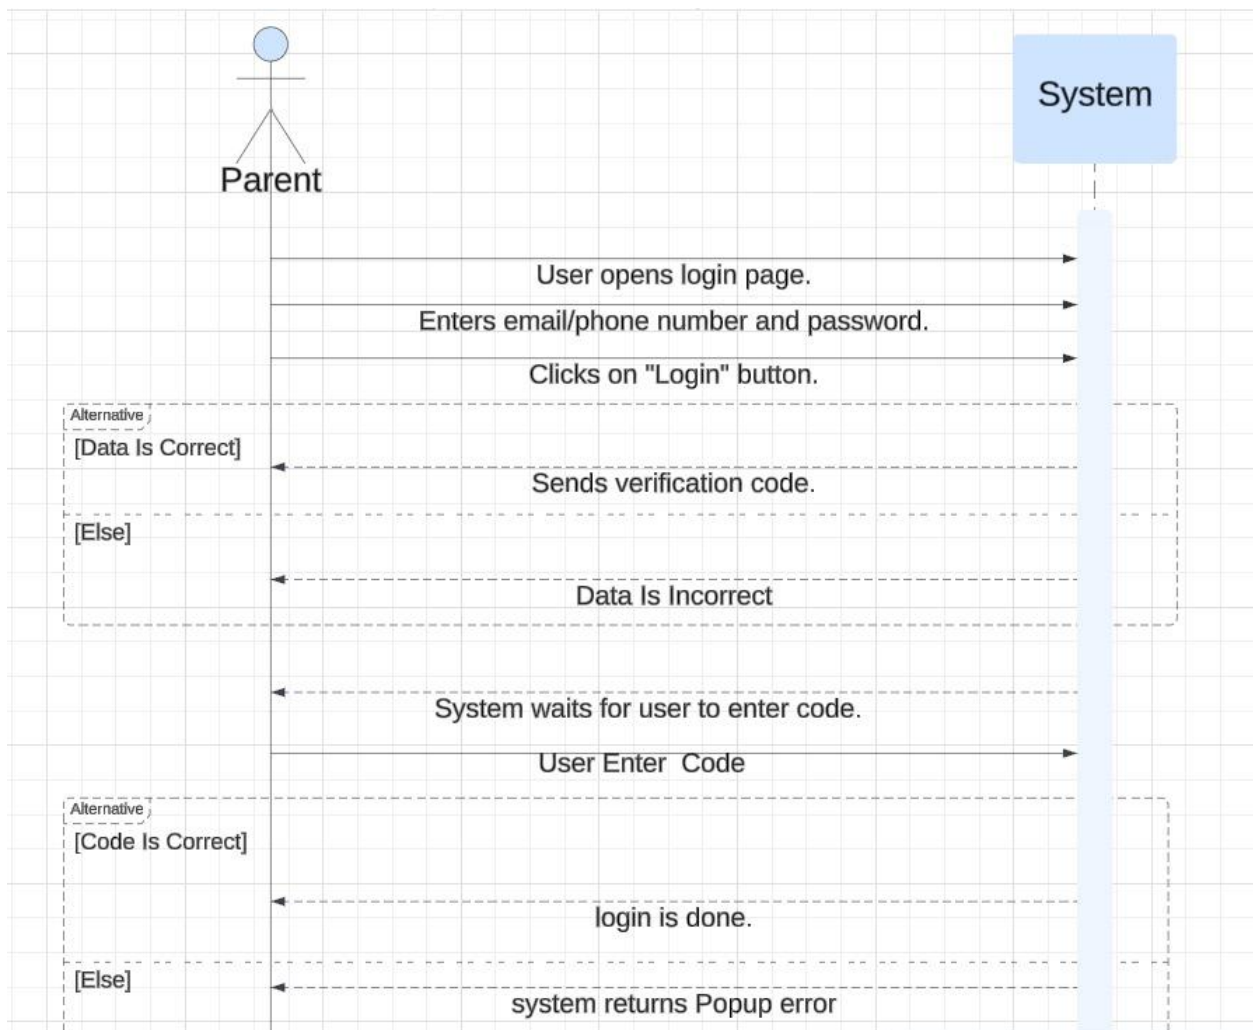 System
Parent
User opens login page.
Enters email/phone number and password.
Clicks on "Login" button.
Alternative
[Data Is Correct]
Sends verification code.
[Else]
Data Is Incorrect
System waits for user to enter code.
User Enter  Code
Alternative
[Code Is Correct]
login is done.
[Else]
system returns Popup error